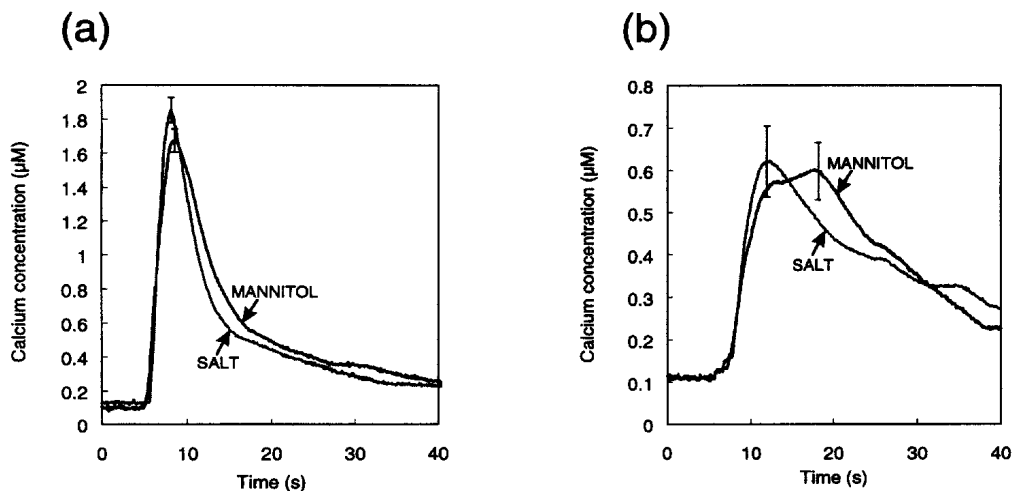 (a)
Calcium concentration (µM)
2
1.8
1.6
1.4
1.2
1
0.8
0.6
0.4
0.2
0
MANNITOL
SALT
0 10 20 30 40
Time (s)
(b)
Calcium concentration (µM)
0.8
0.7
0.6
0.5
0.4
0.3
0.2
0.1
0
MANNITOL
SALT
0 10 20 30 40
Time (s)